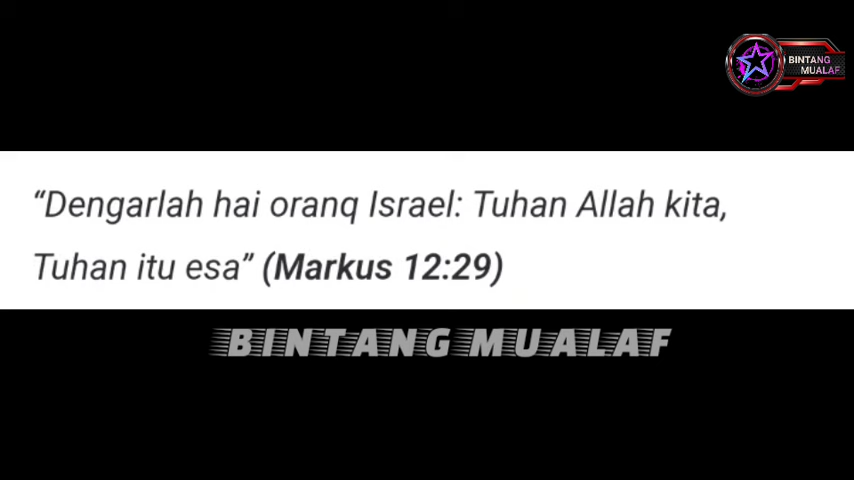 BINTANG
MUALAF
“Dengarlah hai oranq Israel: Tuhan Allah kita,
Tuhan itu esa” (Markus 12:29)
BINTANG MUALAF